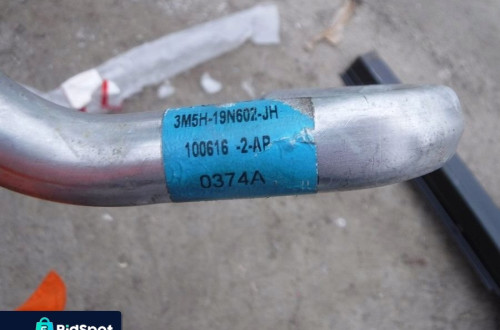 3M5H-19N602-JH
100616 -2-AP
0374A
BidSpot